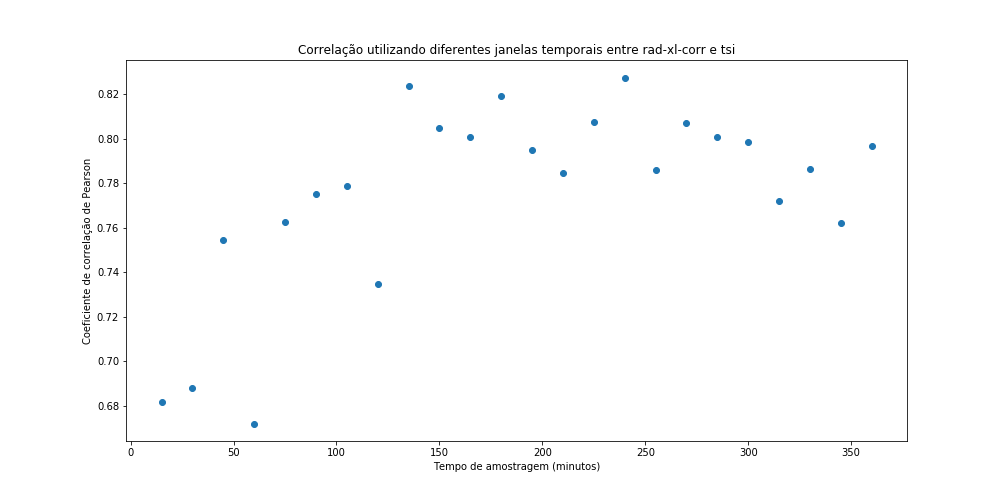 Correlação utilizando diferentes janelas temporais entre rad-xl-corr e tsi
Coeficiente de correlação de Pearson
0.82
0.80
0.78
0.76
0.74
0.72
0.70
0.68
0 50 100 150 200 250 300 350
Tempo de amostragem (minutos)